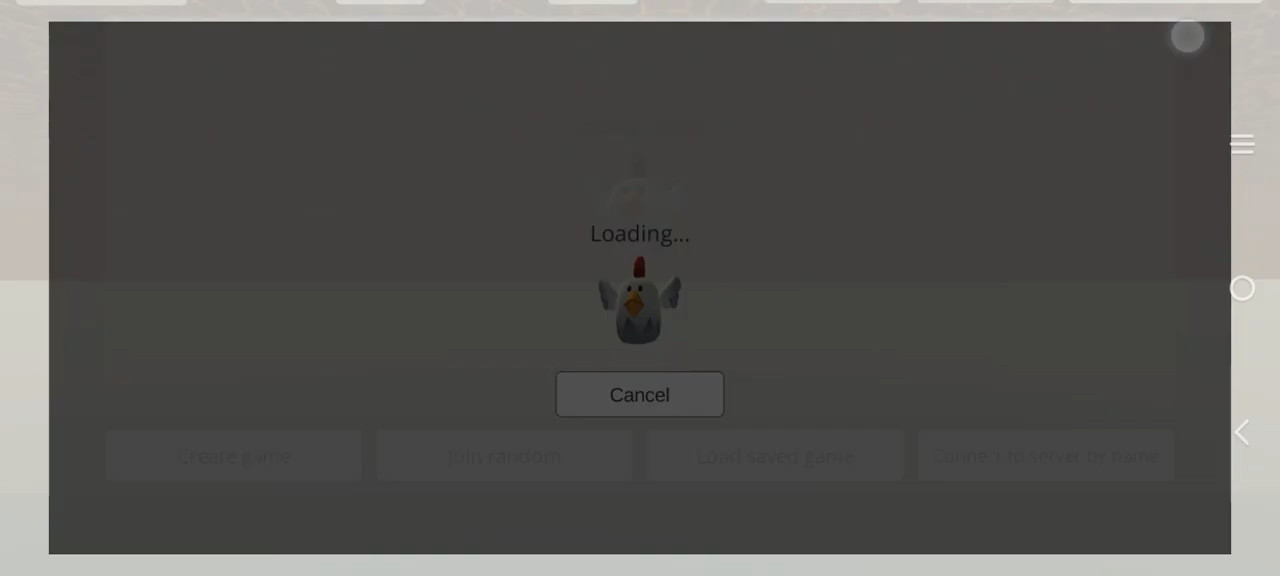 Loading...
Cancel
Create game
Join random
Load saved game
Connect to server by name